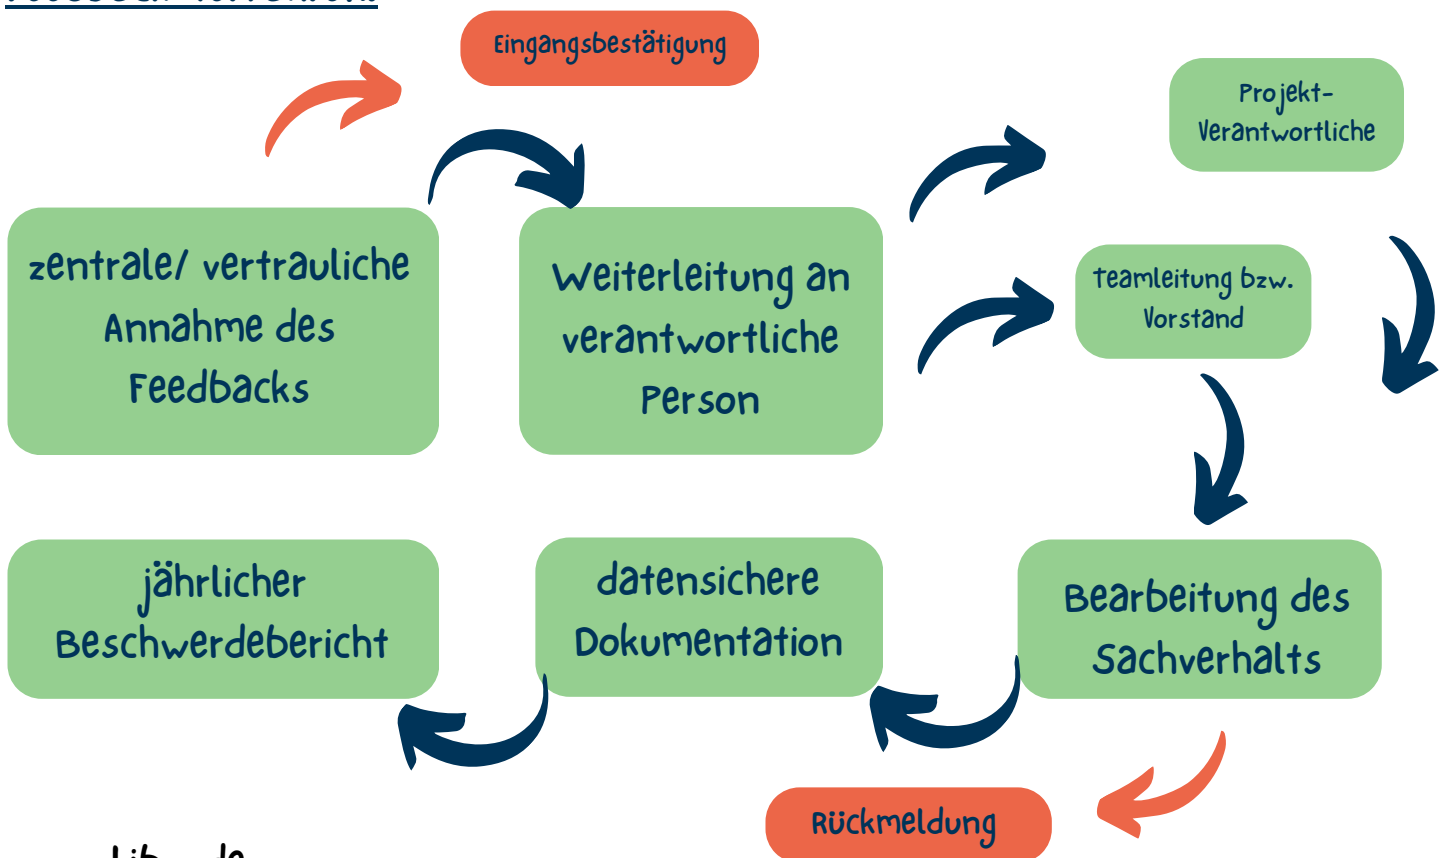 Eingangsbestätigung
Projekt-
Verantwortliche
zentrale/ vertrauliche
Annahme des
Feedbacks
Weiterleitung an
verantwortliche
Person
Teamleitung bzw.
Vorstand
jährlicher
Beschwerdebericht
datensichere
Dokumentation
Bearbeitung des
Sachverhalts
Rückmeldung